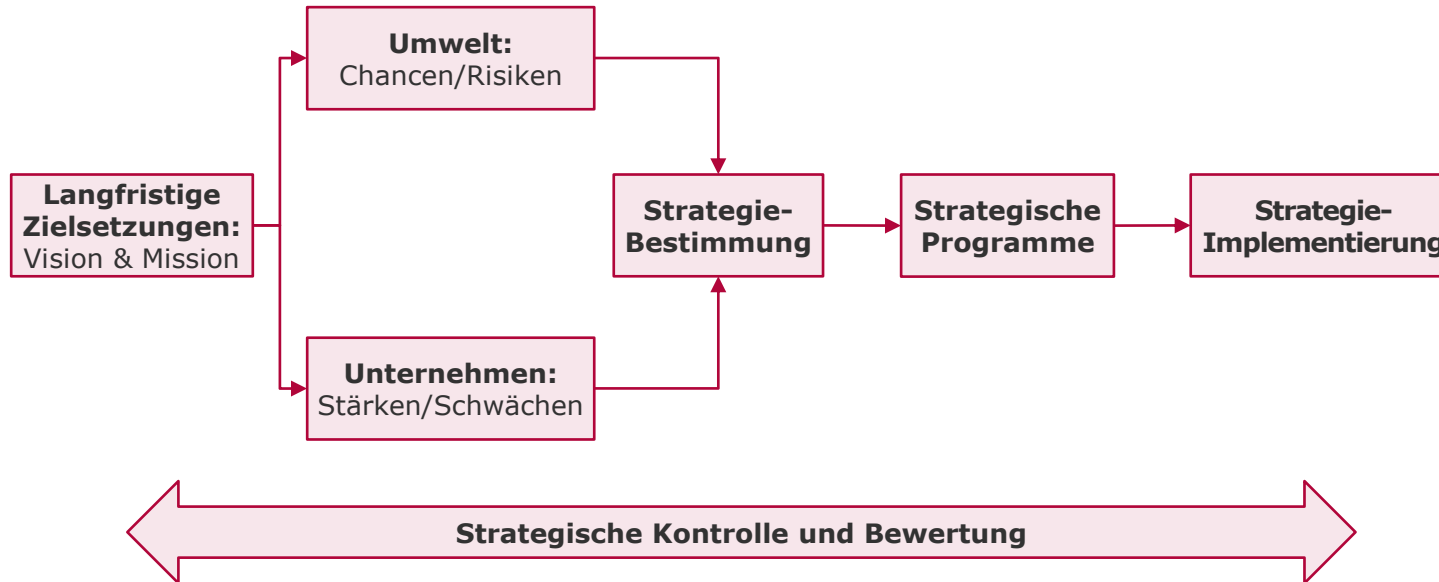 Umwelt:
Chancen/Risiken
Langfristige
Zielsetzungen:
Vision & Mission
Strategie-
Bestimmung
Strategische
Programme
Strategie-
Implementierung
Unternehmen:
Stärken/Schwächen
Strategische Kontrolle und Bewertung